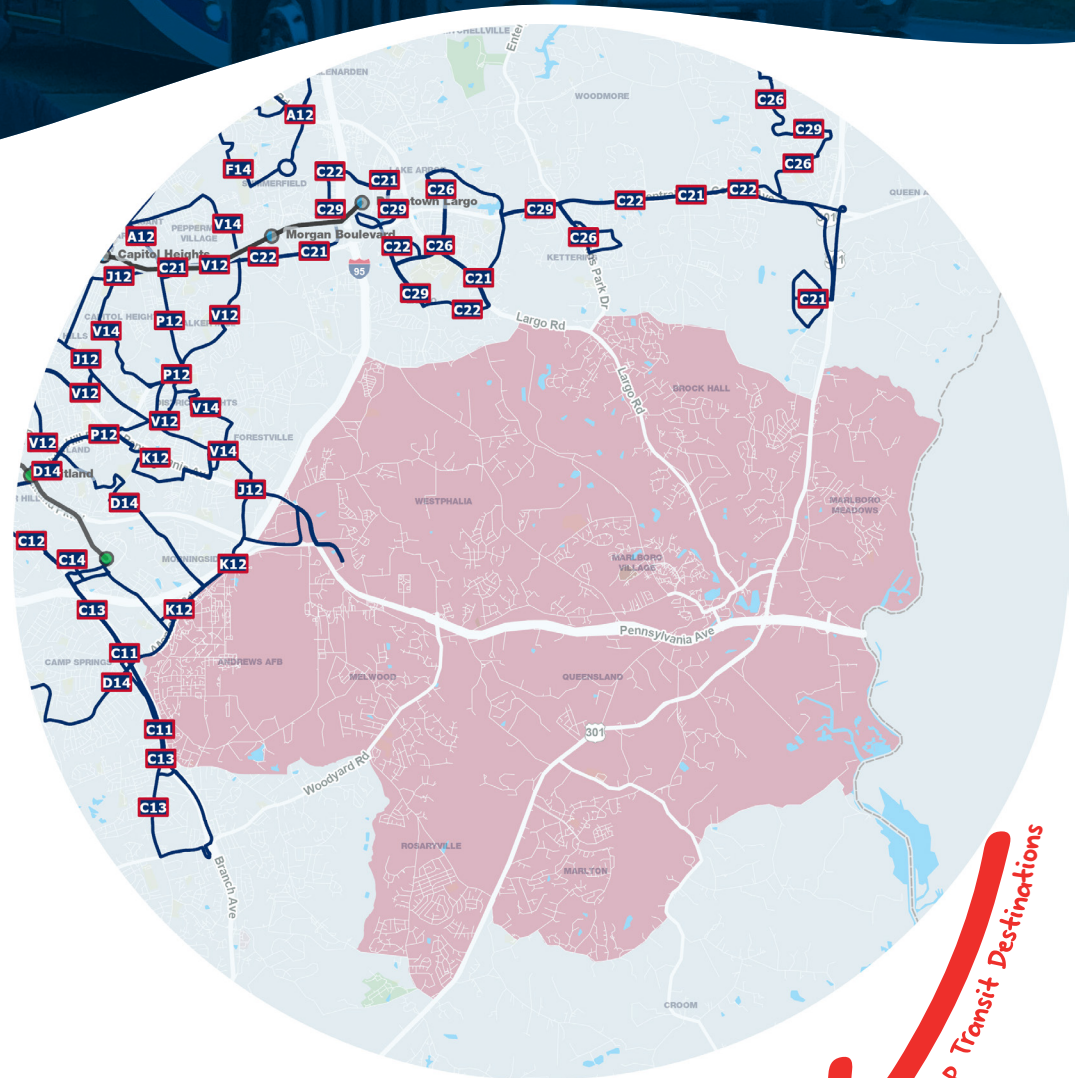 WOODMORE
C26
C29
C26
A12
F14
C22
C21
C26
C29
C29
C29
C22
C21
C22
V14
A12
PEPPERM
VILLAGE
Morgan Boulevard
Capitol Heights
C22
C26
C26
KETTERING
J12
C21
V12
C22
C21
95
C21
C29
C22
C21
301
P12
V12
V14
Largo Rd
J12
V12
P12
V14
V12
Largo Rd
BROCK HALL
P12
V12
K12
V14
FORESTVILLE
D14
J12
D14
WESTPHALIA
MARLBORO
MEADOWS
C12
C14
K12
MARLBORO
VILLAGE
C13
K12
Pennsylvania Ave
C11
CAMP SPRINGS
D14
ANDREWS AFB
MELWOOD
QUEENSLAND
C11
C13
301
Woodyard Rd
C13
ROSARYVILLE
MARLTON
Branch Ave
CROOM
Transit Destinations